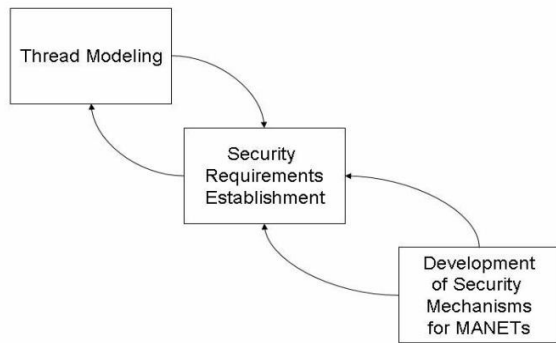 Thread Modeling
Security
Requirements
Establishment
Development
of Security
Mechanisms
for MANETs